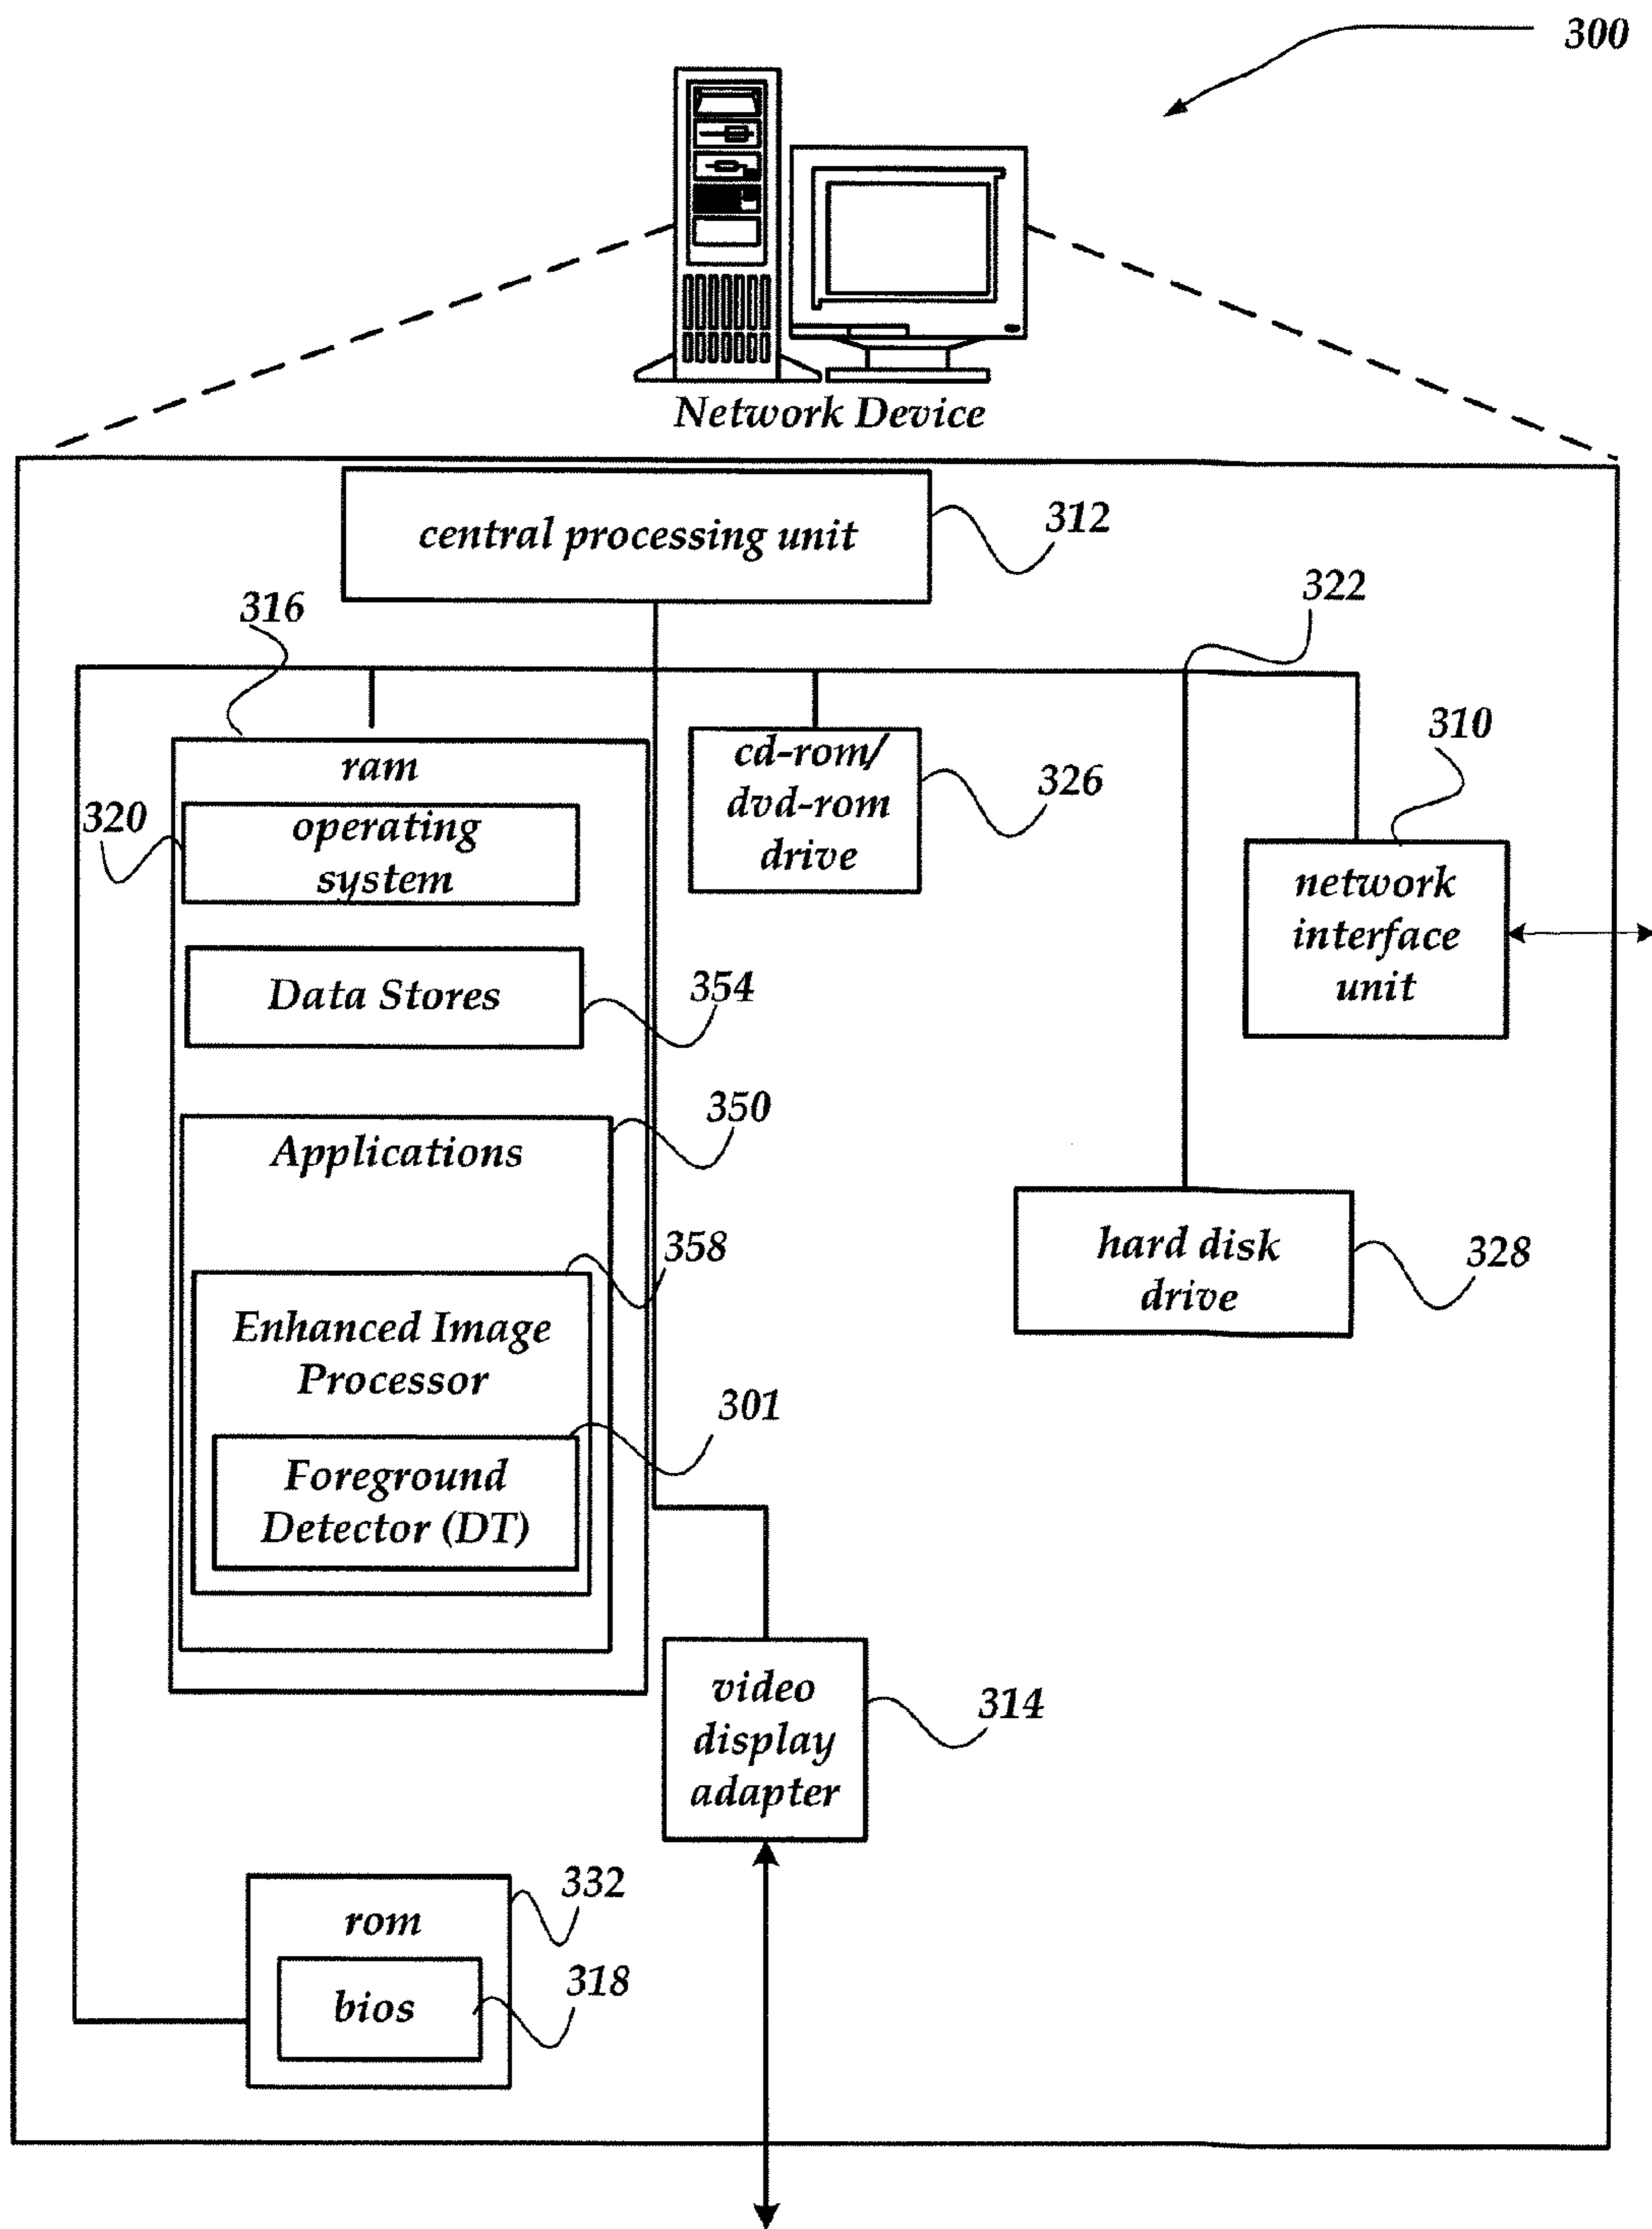 300
Network Device
central processing unit
312
316
322
ram
cd-rom/
dvd-rom
drive
326
310
320
operating
system
network
interface
unit
Data Stores
354
350
Applications
358
hard disk
drive
328
Enhanced Image
Processor
301
Foreground
Detector (DT)
video
display
adapter
314
332
rom
318
bios